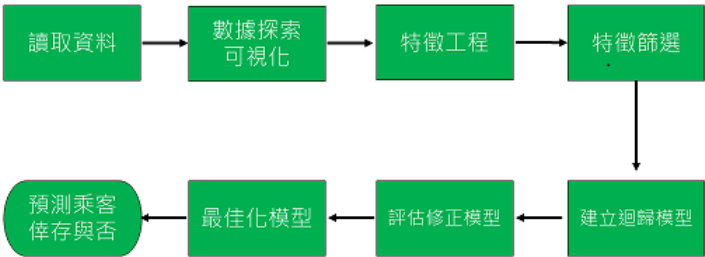 讀取資料
數據探索
可視化
特徵工程
特徵篩選
建立迴歸模型
評估修正模型
最佳化模型
預測乘客
倖存與否